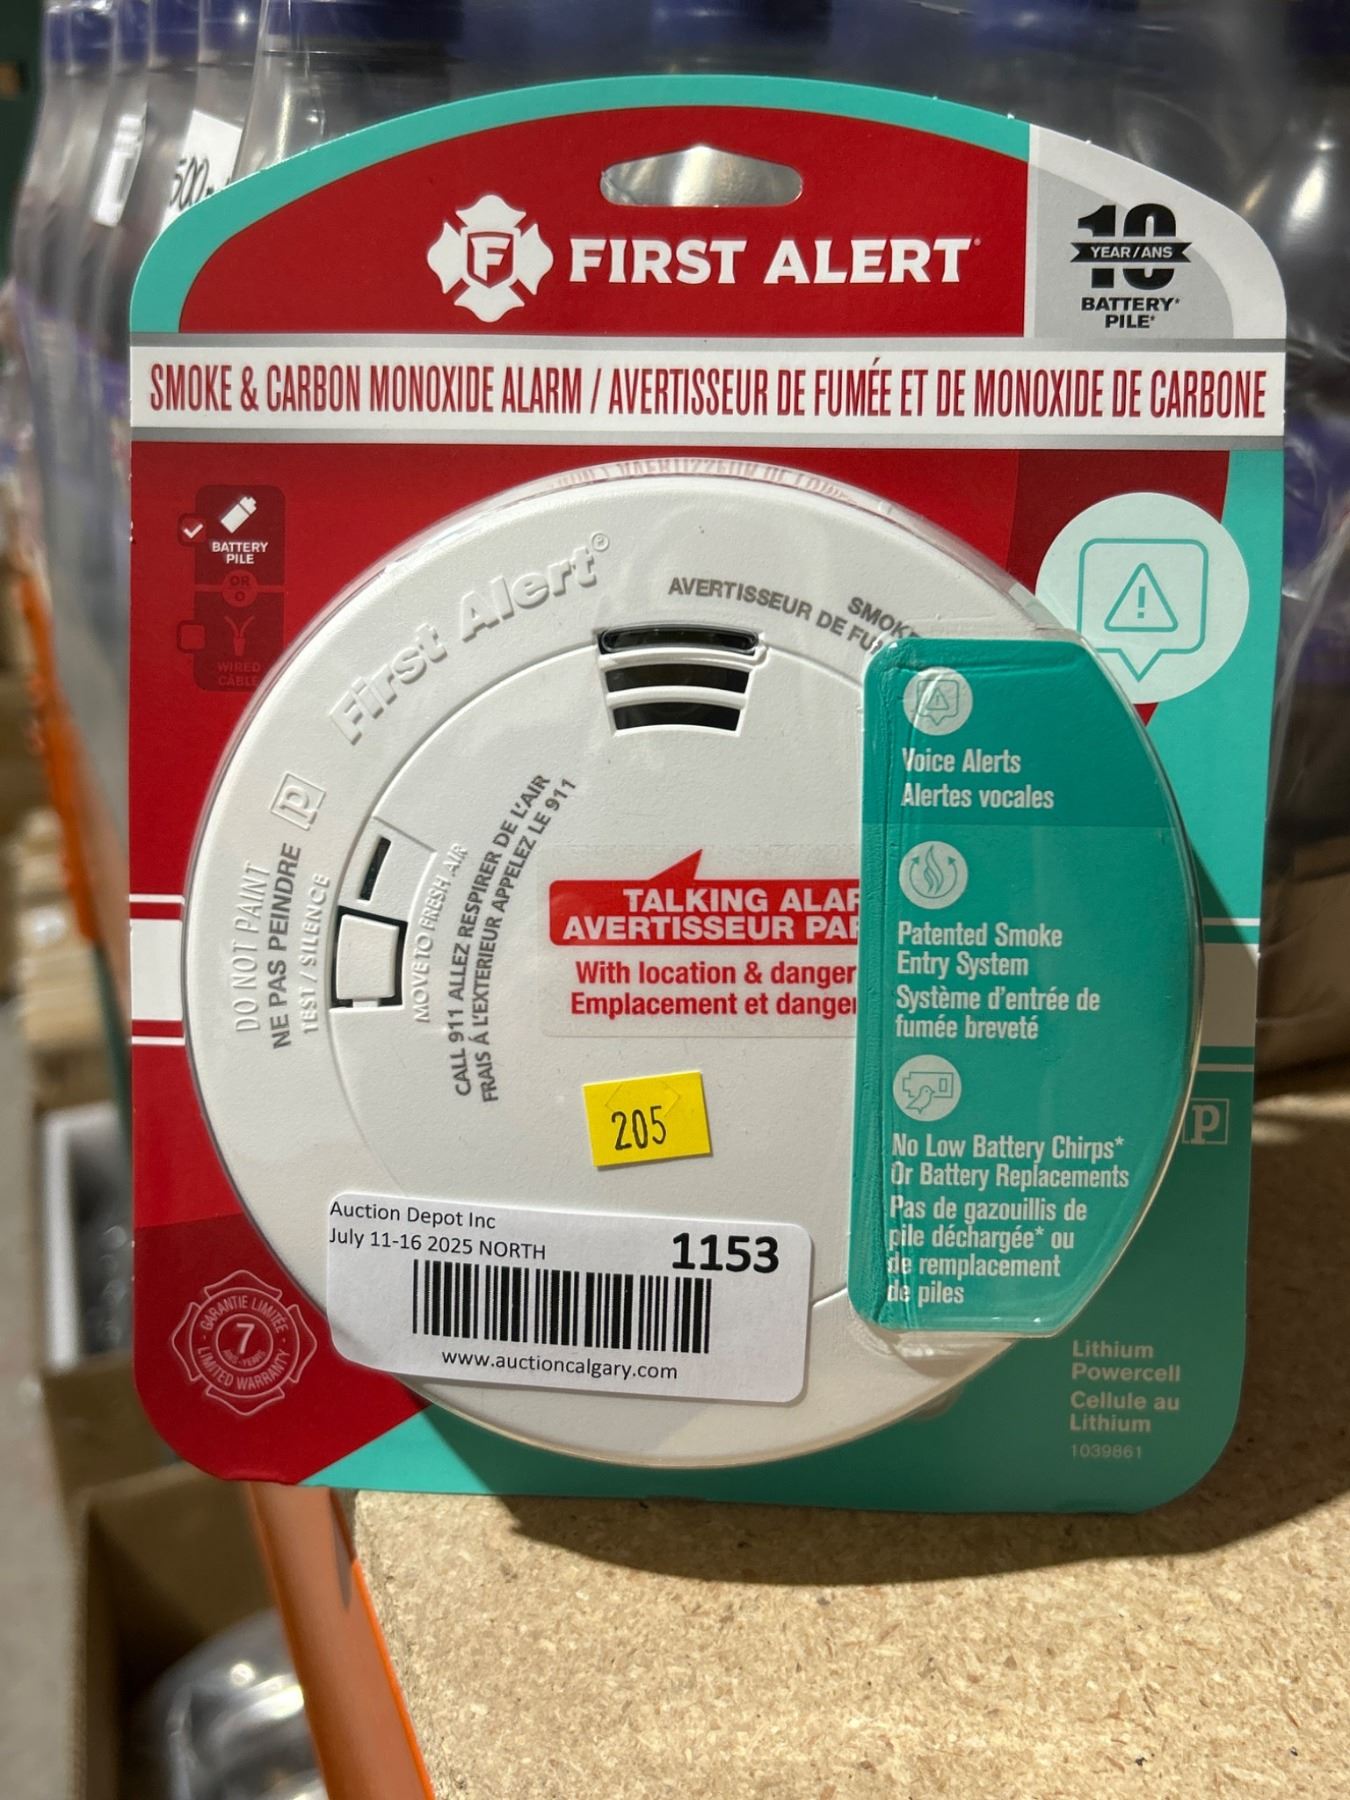 500
FIRST ALERT
10
YEAR/ANS
BATTERY*
PILE*
SMOKE & CARBON MONOXIDE ALARM / AVERTISSEUR DE FUMÉE ET DE MONOXIDE DE CARBONE
BATTERY
PILE
OR
WIRED
CÂBLE
First Alert
AVERTISSEUR DE
DO NOT PAINT
NE PAS PEINDRE
P
TEST / SILENCE
MOVE TO FRESH AIR
CALL 911 ALLEZ RESPIRER DE L'AIR
FRAIS Á L'EXTERIEUR APPELEZ LE 911
TALKING
AVERTISSEUR
With location & danger
Emplacement et danger
Voice Alerts
Alertes vocales
Patented Smoke
Entry System
Système d'entrée de
fumée breveté
No Low Battery Chirps*
Or Battery Replacements
Pas de gazouillis de
pile déchargée* ou
de remplacement
de piles
P
205
Auction Depot Inc
July 11-16 2025 NORTH
1153
www.auctioncalgary.com
GARANTIE LIMITÉE
7
ANS-YEARS
LIMITED WARRANTY
Lithium
Powercell
Cellule au
Lithium
1039861